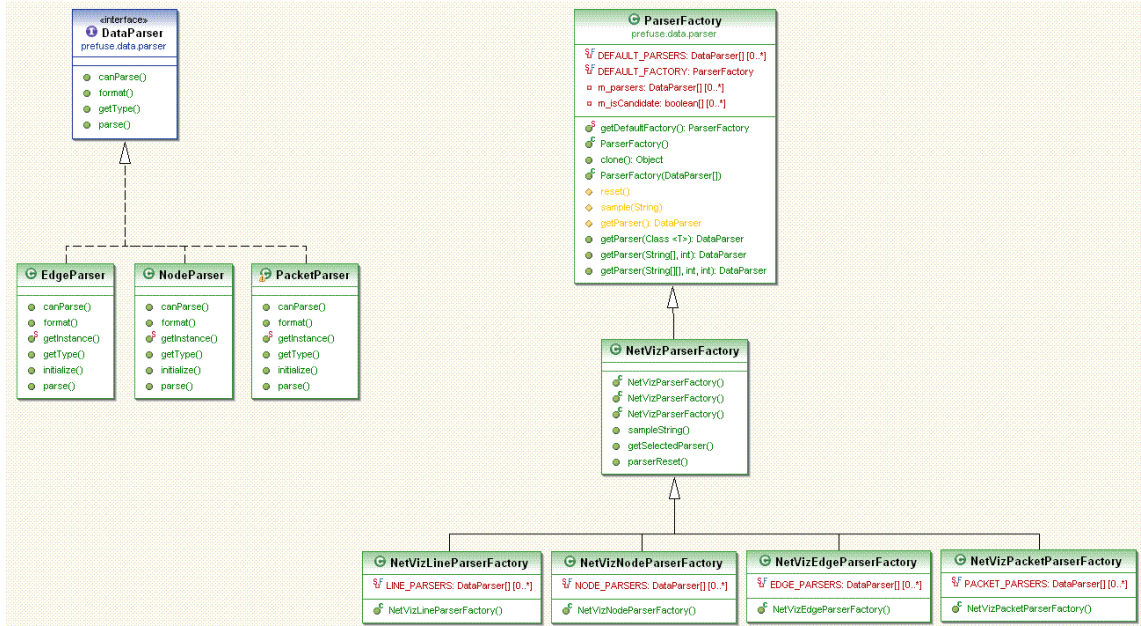 «interface»
DataParser
prefuse.data.parser
canParse()
format()
getType()
parse()
EdgeParser
canParse()
format()
getInstance()
getType()
initialize()
parse()
NodeParser
canParse()
format()
getInstance()
getType()
initialize()
parse()
PacketParser
canParse()
format()
getInstance()
getType()
initialize()
parse()
ParserFactory
prefuse.data.parser
DEFAULT_PARSERS: DataParser[] [0..*]
DEFAULT_FACTORY: ParserFactory
m_parsers: DataParser[] [0..*]
m_isCandidate: boolean[] [0..*]
getDefaultFactory(): ParserFactory
ParserFactory()
clone(): Object
ParserFactory(DataParser[])
reset()
sample(String)
getParser(): DataParser
getParser(Class <T>): DataParser
getParser(String[], int): DataParser
getParser(String[][], int, int): DataParser
NetVizParserFactory
NetVizParserFactory()
NetVizParserFactory()
NetVizParserFactory()
sampleString()
getSelectedParser()
parserReset()
NetVizLineParserFactory
LINE_PARSERS: DataParser[] [0..*]
NetVizLineParserFactory()
NetVizNodeParserFactory
NODE_PARSERS: DataParser[] [0..*]
NetVizNodeParserFactory()
NetVizEdgeParserFactory
EDGE_PARSERS: DataParser[] [0..*]
NetVizEdgeParserFactory()
NetVizPacketParserFactory
PACKET_PARSERS: DataParser[] [0..*]
NetVizPacketParserFactory()